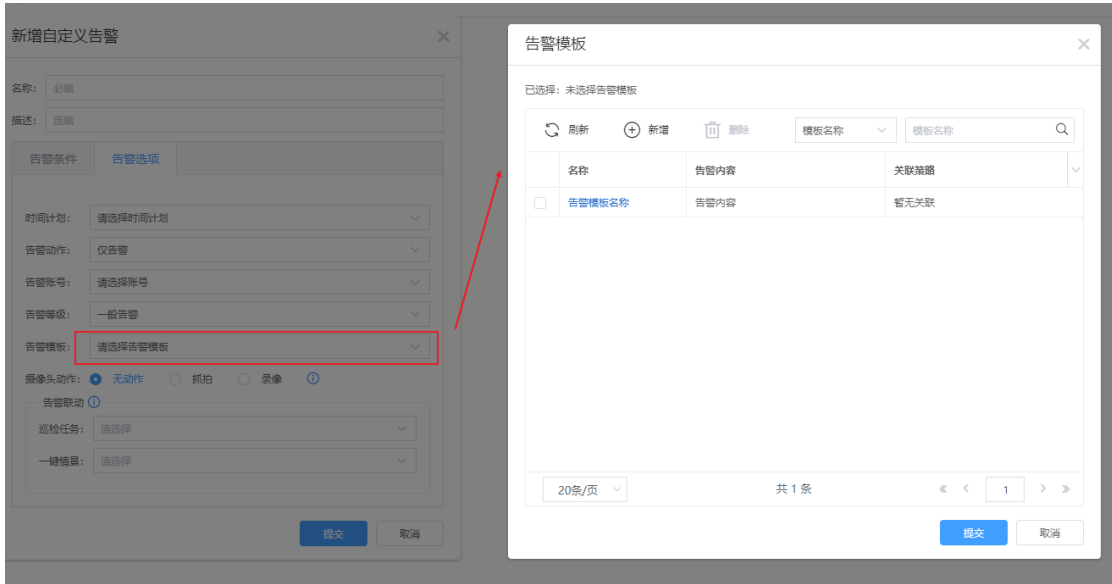 新增自定义告警
名称: 必填
描述: 选填
告警条件 告警选项
时间计划: 请选择时间计划
告警动作: 仅告警
告警账号: 请选择账号
告警等级: 一般告警
告警模板: 请选择告警模板
摄像头动作: 无动作 抓拍 录像
告警联动
巡检任务: 请选择
一键情景: 请选择
提交 取消
告警模板
已选择: 未选择告警模板
刷新 新增 删除 模板名称 模板名称
名称 告警内容 关联策略
告警模板名称 告警内容 暂无关联
20条/页 共 1 条 1
提交 取消